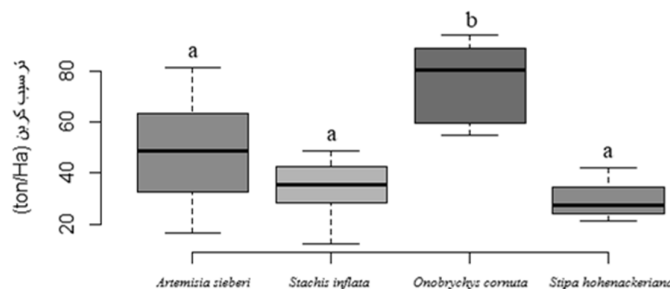 ترسیب کربن (ton/Ha)
80
60
40
20
a
a
b
a
Artemisia sieberi
Stachis inflata
Onobrychys cornuta
Stipa hohenackeriana